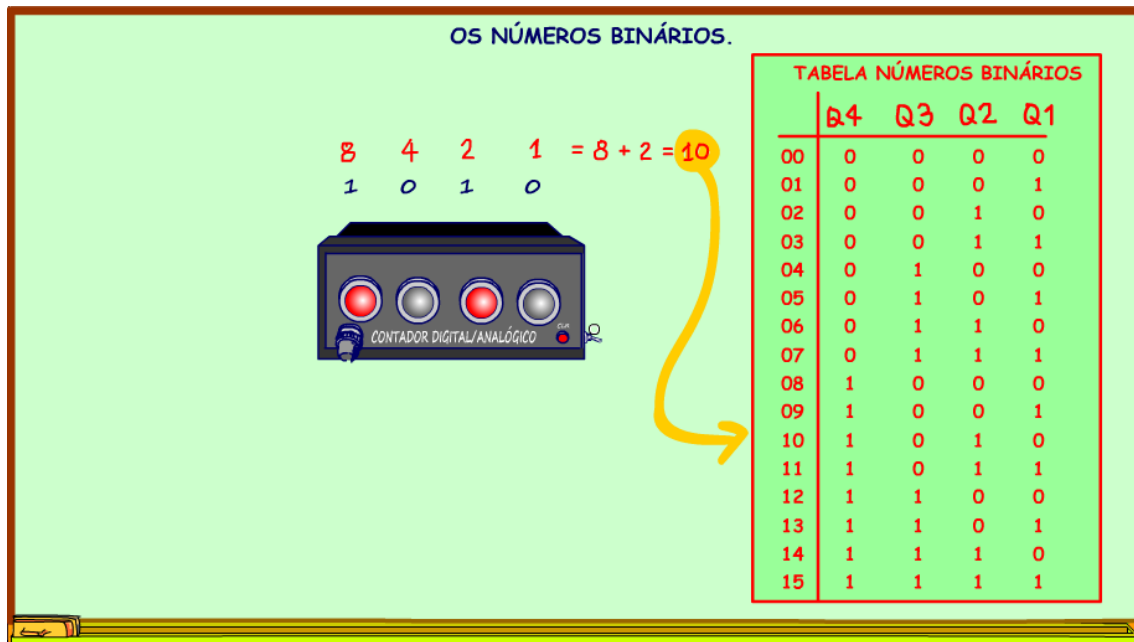 OS NÚMEROS BINÁRIOS.
8 4 2 1 = 8 + 2 = 10
1 0 1 0
CONTADOR DIGITAL/ANALÓGICO
CLR
TABELA NÚMEROS BINÁRIOS
Q4 Q3 Q2 Q1
00 0 0 0 0
01 0 0 0 1
02 0 0 1 0
03 0 0 1 1
04 0 1 0 0
05 0 1 0 1
06 0 1 1 0
07 0 1 1 1
08 1 0 0 0
09 1 0 0 1
10 1 0 1 0
11 1 0 1 1
12 1 1 0 0
13 1 1 0 1
14 1 1 1 0
15 1 1 1 1